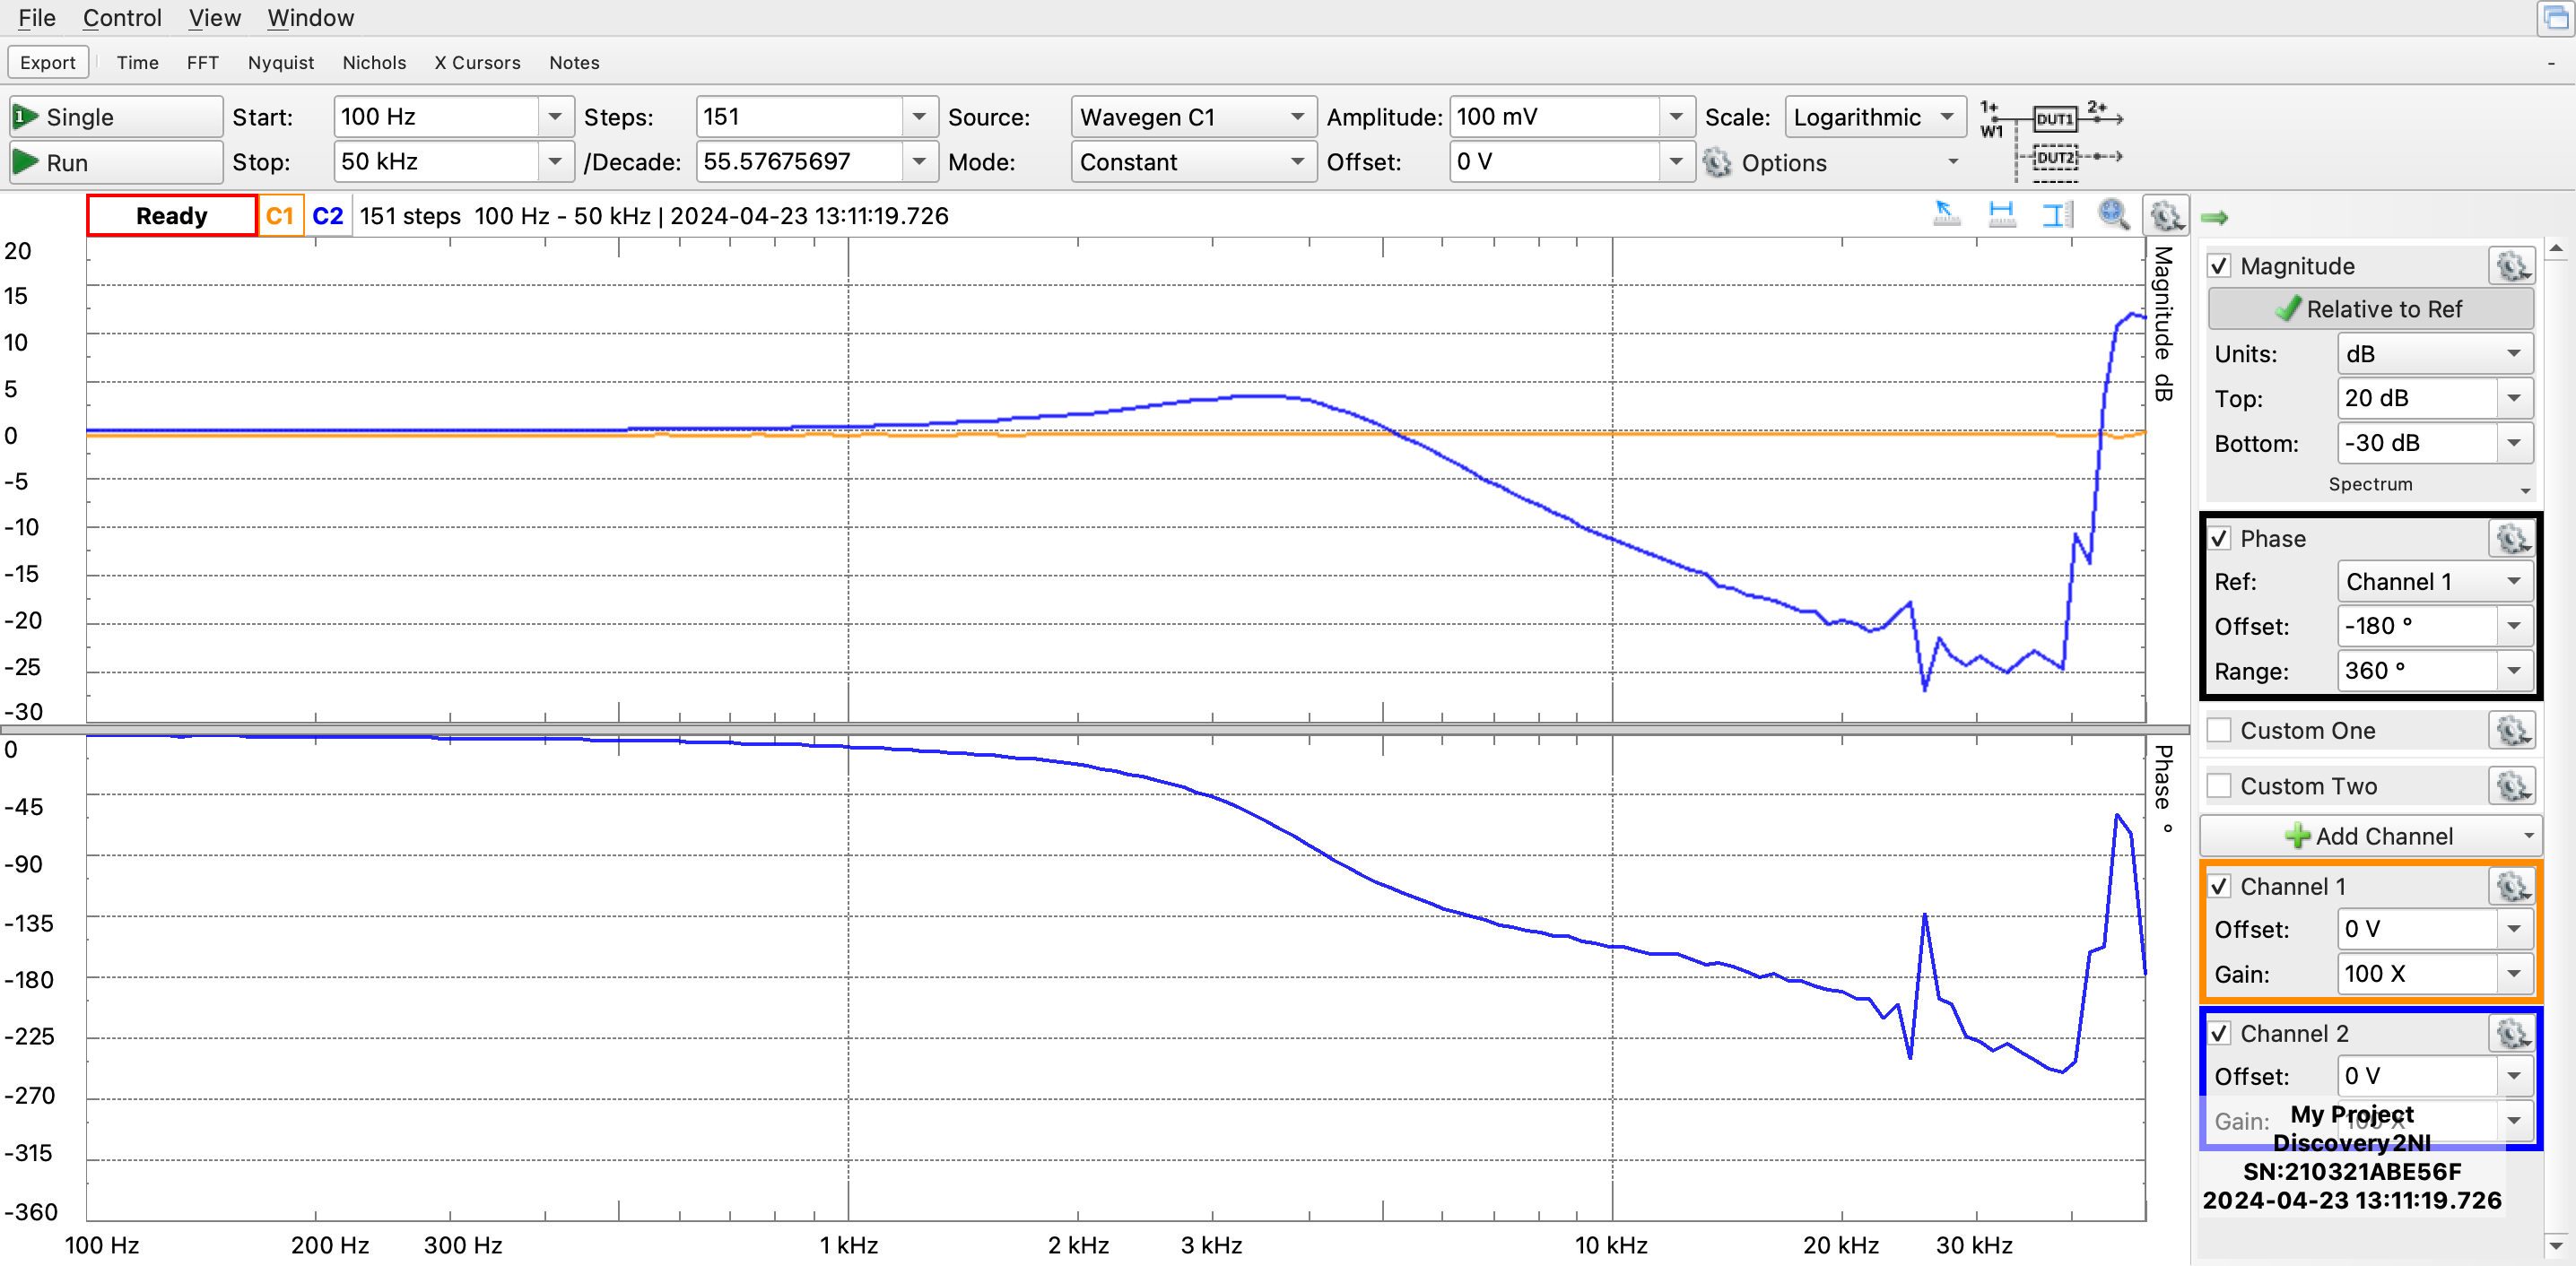 File Control View Window
Export Time FFT Nyquist Nichols X Cursors Notes -
1 Single Start: 100 Hz Steps: 151 Source: Wavegen C1 Amplitude: 100 mV Scale: Logarithmic 1+ W1 DUT1 2+
Run Stop: 50 kHz /Decade: 55.57675697 Mode: Constant Offset: 0 V Options DUT2
Ready C1 C2 151 steps 100 Hz - 50 kHz | 2024-04-23 13:11:19.726
20
15
10
5
0
-5
-10
-15
-20
-25
-30
Magnitude dB
0
-45
-90
-135
-180
-225
-270
-315
-360
Phase °
100 Hz 200 Hz 300 Hz 1 kHz 2 kHz 3 kHz 10 kHz 20 kHz 30 kHz
Magnitude
Relative to Ref
Units: dB
Top: 20 dB
Bottom: -30 dB
Spectrum
Phase
Ref: Channel 1
Offset: -180 °
Range: 360 °
Custom One
Custom Two
Add Channel
Channel 1
Offset: 0 V
Gain: 100 X
Channel 2
Offset: 0 V
Gain: 100 X
My Project
Discovery2NI
SN:210321ABE56F
2024-04-23 13:11:19.726